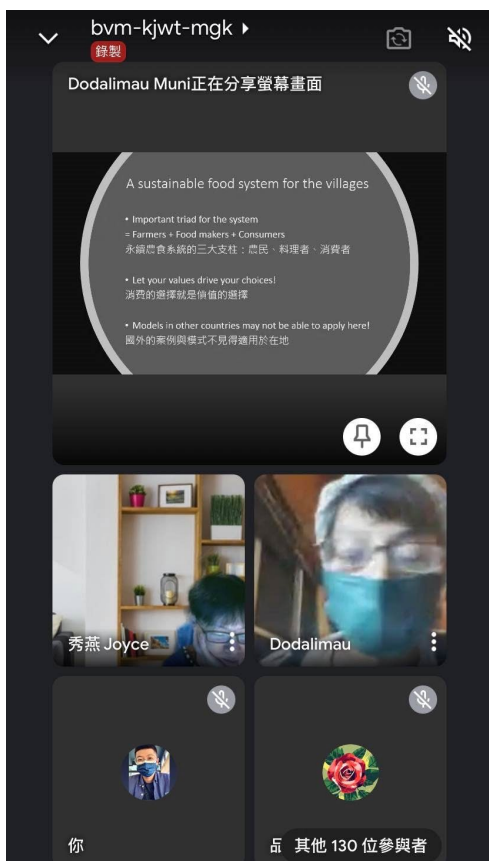 bvm-kjwt-mgk
錄製
Dodalimau Muni正在分享螢幕畫面
A sustainable food system for the villages
• Important triad for the system
= Farmers + Food makers + Consumers
永續農食系統的三大支柱：農民、料理者、消費者
• Let your values drive your choices!
消費的選擇就是價值的選擇
• Models in other countries may not be able to apply here!
國外的案例與模式不見得適用於在地
秀燕 Joyce
Dodalimau
你
品
其他 130 位參與者